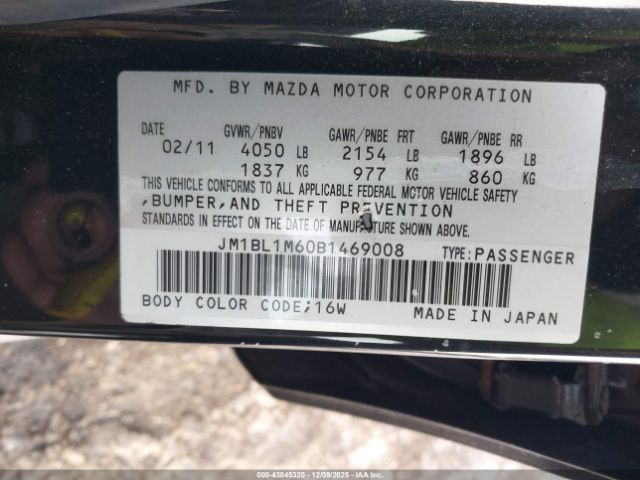 MFD. BY MAZDA MOTOR CORPORATION
DATE GVWR/PNBV GAWR/PNBE FRT GAWR/PNBE RR
02/11 4050 LB 2154 LB 1896 LB
1837 KG 977 KG 860 KG
THIS VEHICLE CONFORMS TO ALL APPLICABLE FEDERAL MOTOR VEHICLE SAFETY
,BUMPER,AND THEFT PREVENTION
STANDARDS IN EFFECT ON THE DATE OF MANUFACTURE SHOWN ABOVE.
JM1BL1M60B1469008 TYPE:PASSENGER
BODY COLOR CODE;16W MADE IN JAPAN
000-43845320 12/09/2025 COPYRIGHT IAA, LLC.